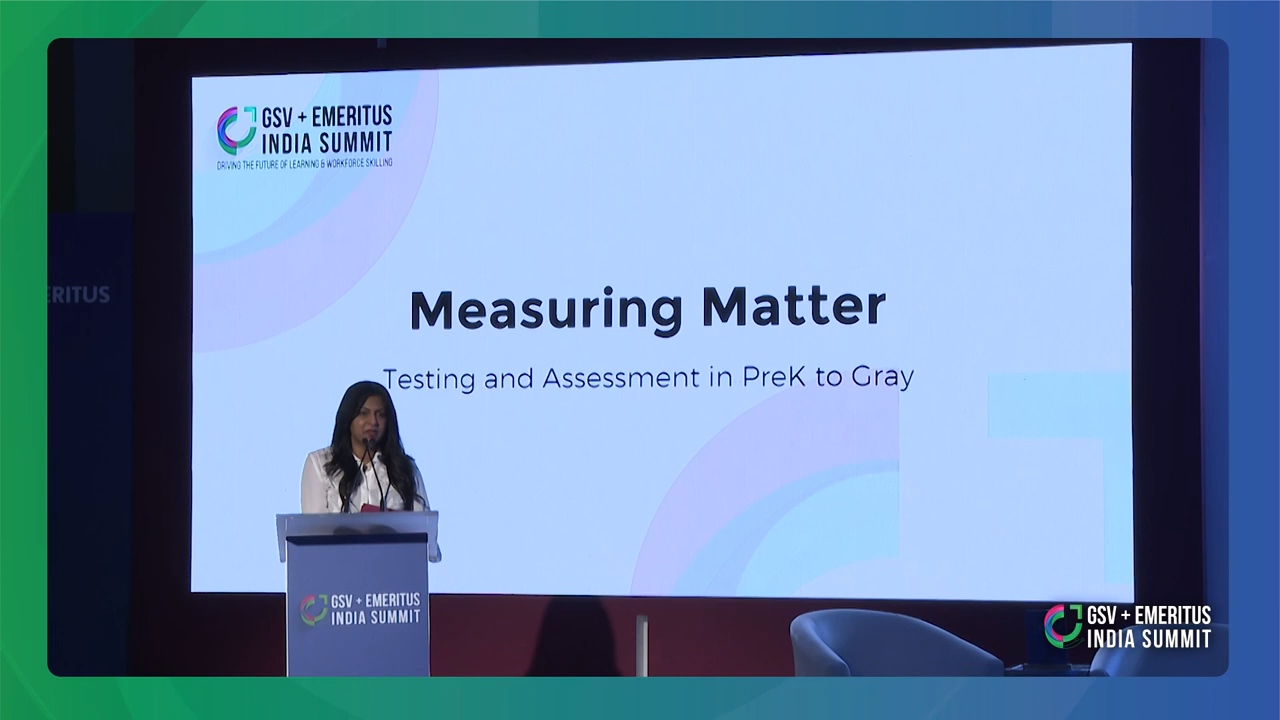 GSV + EMERITUS
INDIA SUMMIT
DRIVING THE FUTURE OF LEARNING & WORKFORCE SKILLING
Measuring Matter
Testing and Assessment in PreK to Gray
ERITUS
GSV + EMERITUS
INDIA SUMMIT
GSV + EMERITUS
INDIA SUMMIT